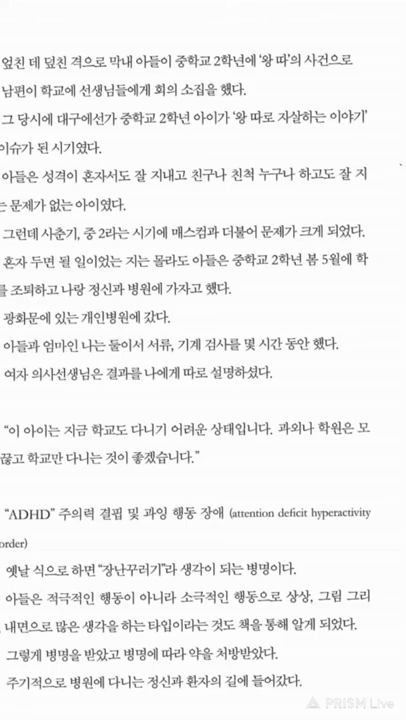 엎친 데 덮친 격으로 막내 아들이 중학교 2학년에 ‘왕 따’의 사건으로
남편이 학교에 선생님들에게 회의 소집을 했다.
그 당시에 대구에선가 중학교 2학년 아이가 ‘왕 따로 자살하는 이야기’
이슈가 된 시기였다.
아들은 성격이 혼자서도 잘 지내고 친구나 친척 누구나 하고도 잘 지
는 문제가 없는 아이였다.
그런데 사춘기, 중 2라는 시기에 매스컴과 더불어 문제가 크게 되었다.
혼자 두면 될 일이었는 지는 몰라도 아들은 중학교 2학년 봄 5월에 학
를 조퇴하고 나랑 정신과 병원에 가자고 했다.
광화문에 있는 개인병원에 갔다.
아들과 엄마인 나는 둘이서 서류, 기계 검사를 몇 시간 동안 했다.
여자 의사선생님은 결과를 나에게 따로 설명하셨다.
“이 아이는 지금 학교도 다니기 어려운 상태입니다. 과외나 학원은 모
끊고 학교만 다니는 것이 좋겠습니다.”
“ADHD” 주의력 결핍 및 과잉 행동 장애 (attention deficit hyperactivity
order)
옛날 식으로 하면 “장난꾸러기”라 생각이 되는 병명이다.
아들은 적극적인 행동이 아니라 소극적인 행동으로 상상, 그림 그리
, 내면으로 많은 생각을 하는 타입이라는 것도 책을 통해 알게 되었다.
그렇게 병명을 받았고 병명에 따라 약을 처방받았다.
주기적으로 병원에 다니는 정신과 환자의 길에 들어갔다.
PRISM Live